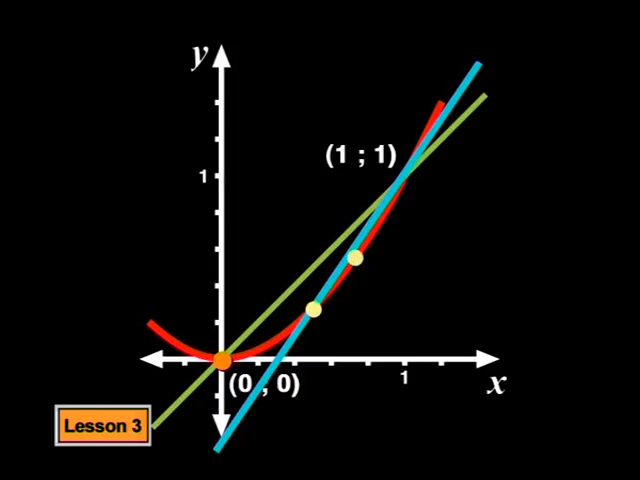 y
(1 ; 1)
1
(0 , 0)
1
x
Lesson 3